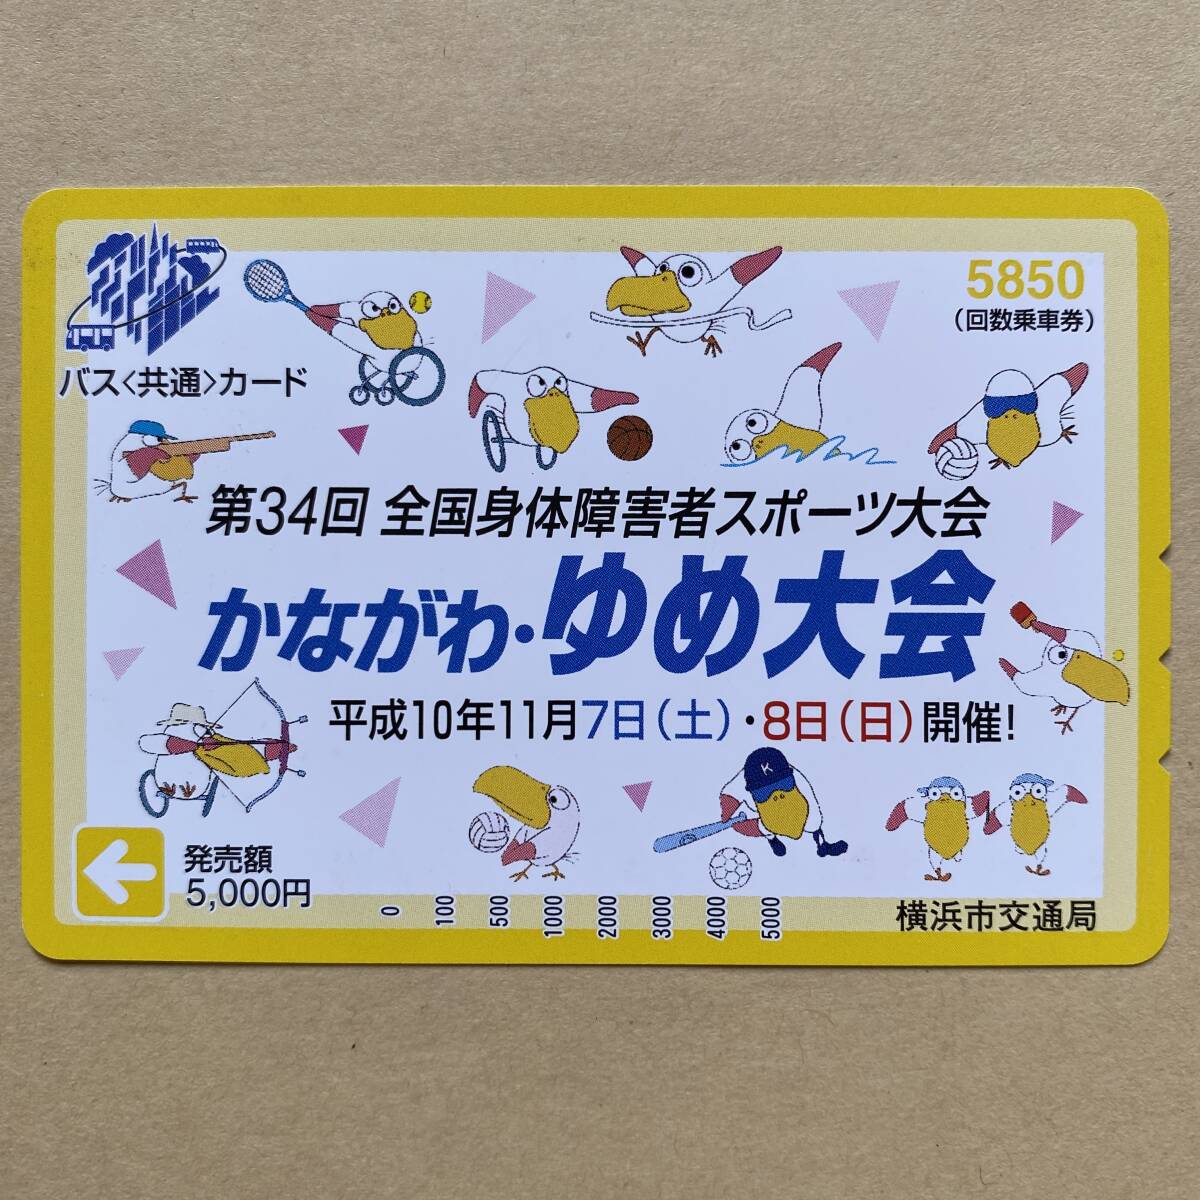 バス<共通>カード
5850
(回数乗車券)
第34回 全国身体障害者スポーツ大会
かながわ・ゆめ大会
平成10年11月7日(土)・8日(日)開催!
K
発売額
5,000円
0 100 500 1000 2000 3000 4000 5000
横浜市交通局